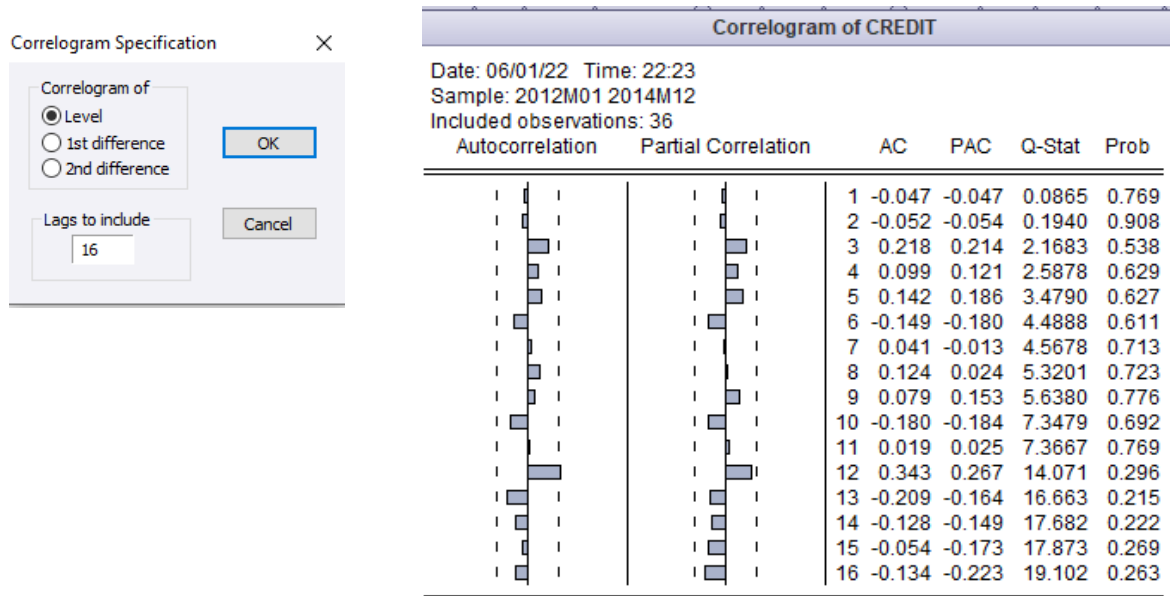 Correlogram Specification
Correlogram of
Level
1st difference
2nd difference
OK
Lags to include
16
Cancel
Correlogram of CREDIT
Date: 06/01/22 Time: 22:23
Sample: 2012M01 2014M12
Included observations: 36
Autocorrelation Partial Correlation AC PAC Q-Stat Prob
1 -0.047 -0.047 0.0865 0.769
2 -0.052 -0.054 0.1940 0.908
3 0.218 0.214 2.1683 0.538
4 0.099 0.121 2.5878 0.629
5 0.142 0.186 3.4790 0.627
6 -0.149 -0.180 4.4888 0.611
7 0.041 -0.013 4.5678 0.713
8 0.124 0.024 5.3201 0.723
9 0.079 0.153 5.6380 0.776
10 -0.180 -0.184 7.3479 0.692
11 0.019 0.025 7.3667 0.769
12 0.343 0.267 14.071 0.296
13 -0.209 -0.164 16.663 0.215
14 -0.128 -0.149 17.682 0.222
15 -0.054 -0.173 17.873 0.269
16 -0.134 -0.223 19.102 0.263